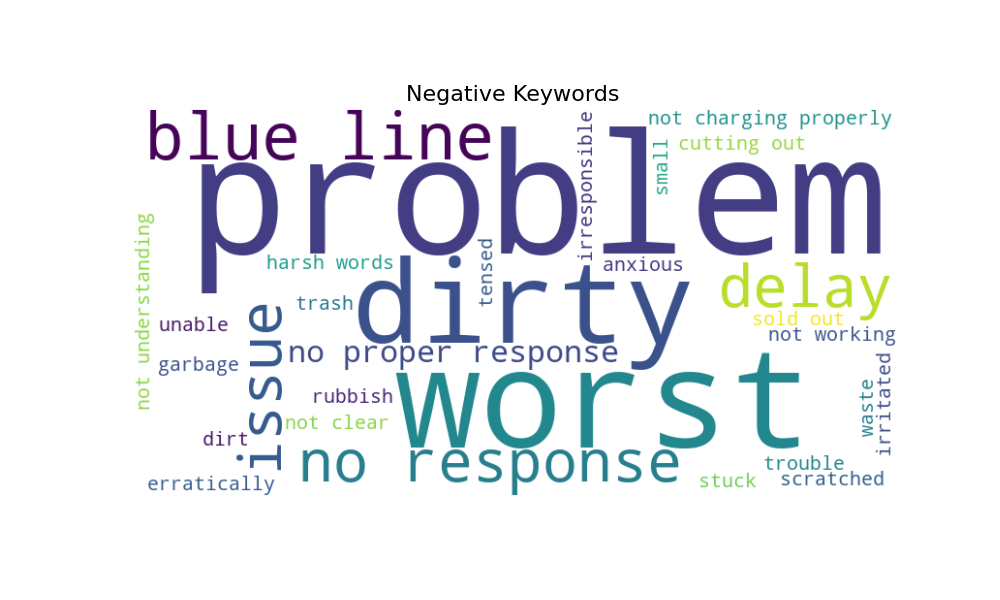 Negative Keywords
blue line
problem
irresponsible
not charging properly
cutting out
small
not understanding
harsh words
tensed
anxious
dirty
delay
trash
sold out
unable
issue
not working
no proper response
garbage
worst
irritated
waste
rubbish
not clear
dirt
no response
trouble
erratically
stuck
scratched